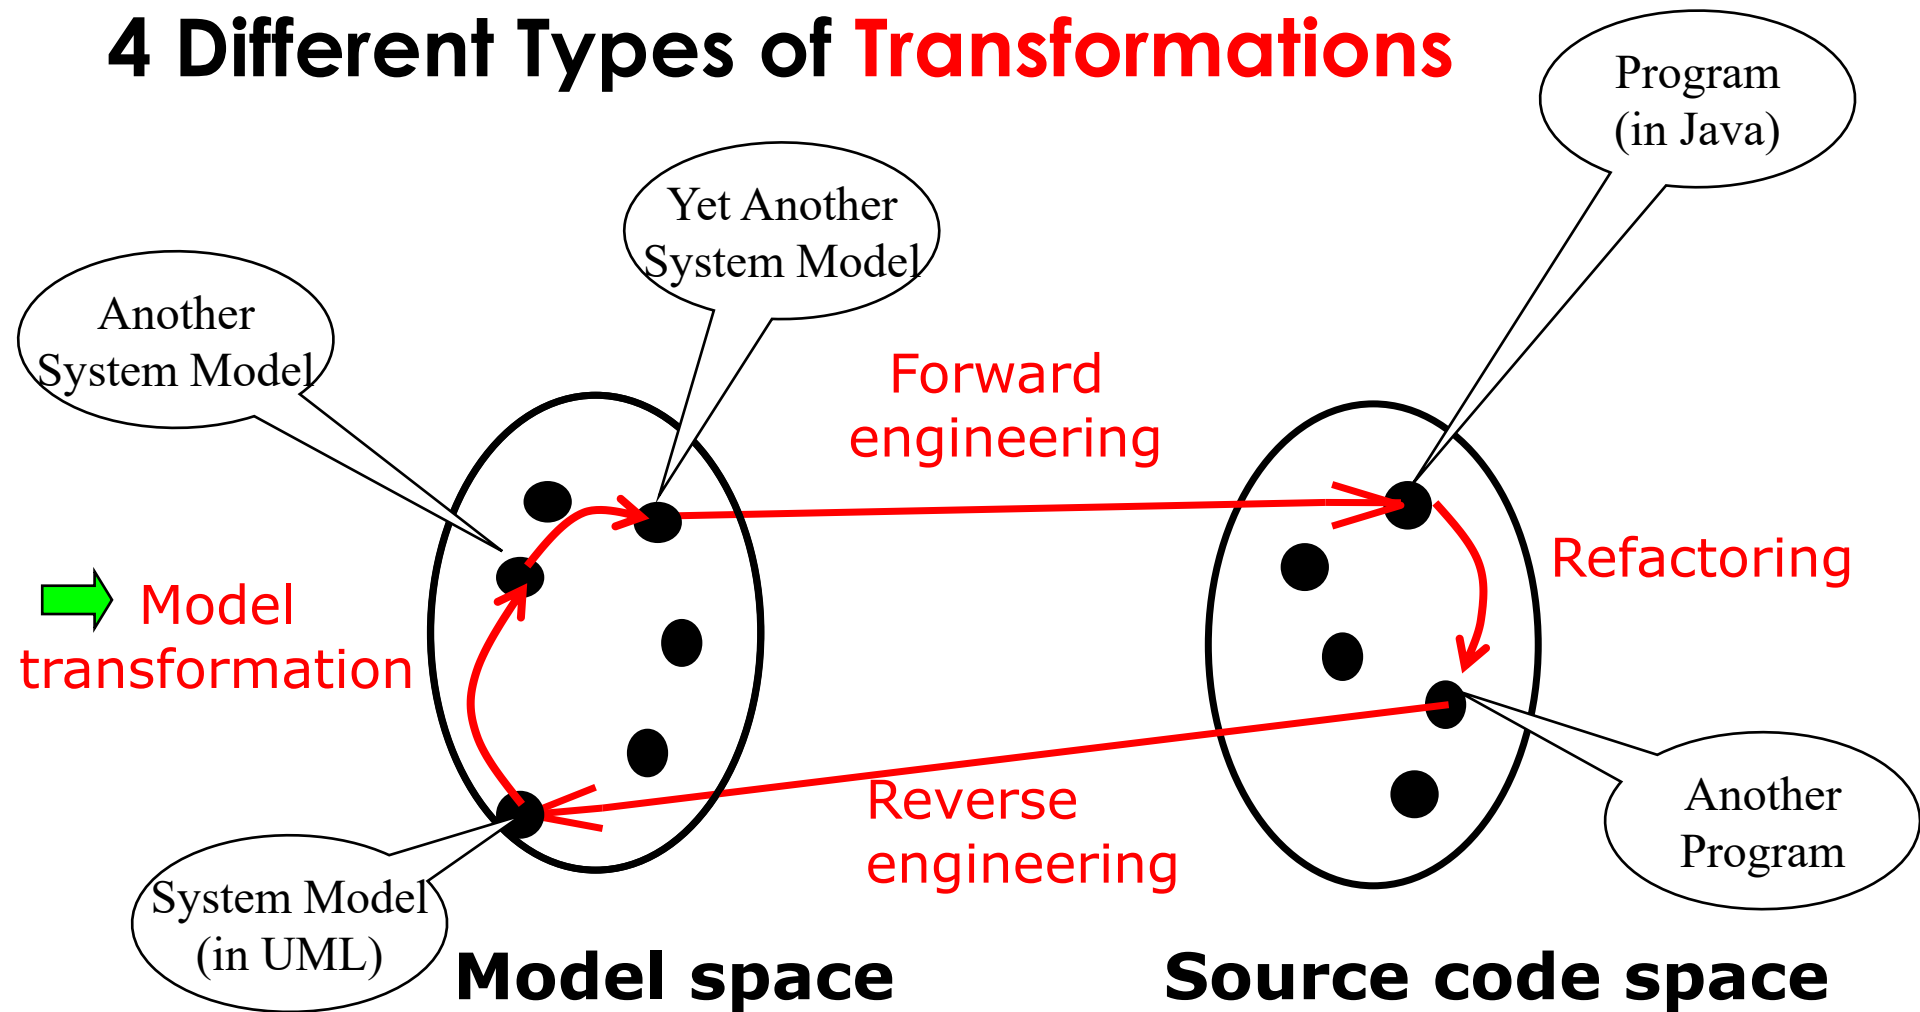 4 Different Types of Transformations
Program
(in Java)
Yet Another
System Model
Another
System Model
Forward
engineering
Refactoring
Model
transformation
Reverse
engineering
Another
Program
System Model
(in UML)
Model space
Source code space